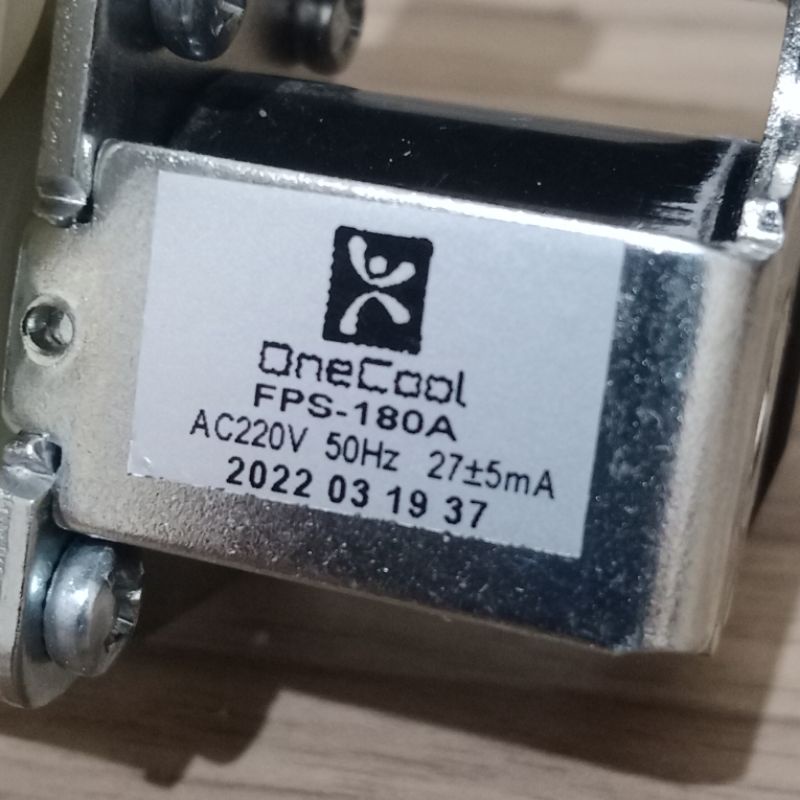 OneCool
FPS-180A
AC220V 50Hz 27±5mA
2022 03 19 37